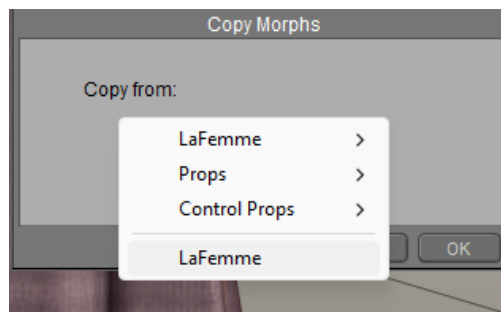 Copy Morphs
Copy from:
LaFemme
Props
Control Props
LaFemme
OK